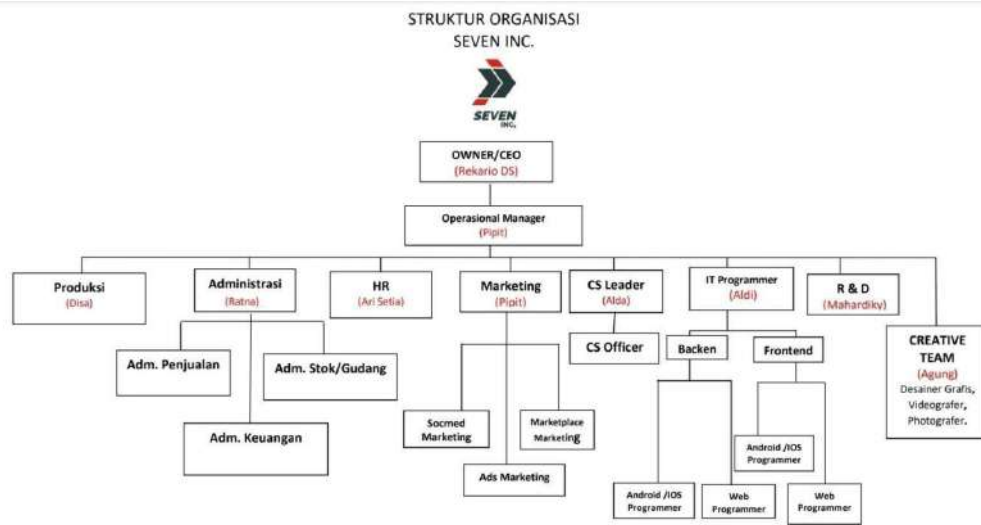 STRUKTUR ORGANISASI
SEVEN INC.
SEVEN
INC.
OWNER/CEO
(Rekario DS)
Operasional Manager
(Pipit)
Produksi
(Disa)
Administrasi
(Ratna)
HR
(Ari Setia)
Marketing
(Pipit)
CS Leader
(Alda)
IT Programmer
(Aldi)
R & D
(Mahardiky)
CREATIVE
TEAM
(Agung)
Desainer Grafis,
Videografer,
Photografer.
Adm. Penjualan
Adm. Stok/Gudang
Adm. Keuangan
CS Officer
Backen
Frontend
Socmed
Marketing
Marketplace
Marketing
Ads Marketing
Android /IOS
Programmer
Android /IOS
Programmer
Web
Programmer
Web
Programmer